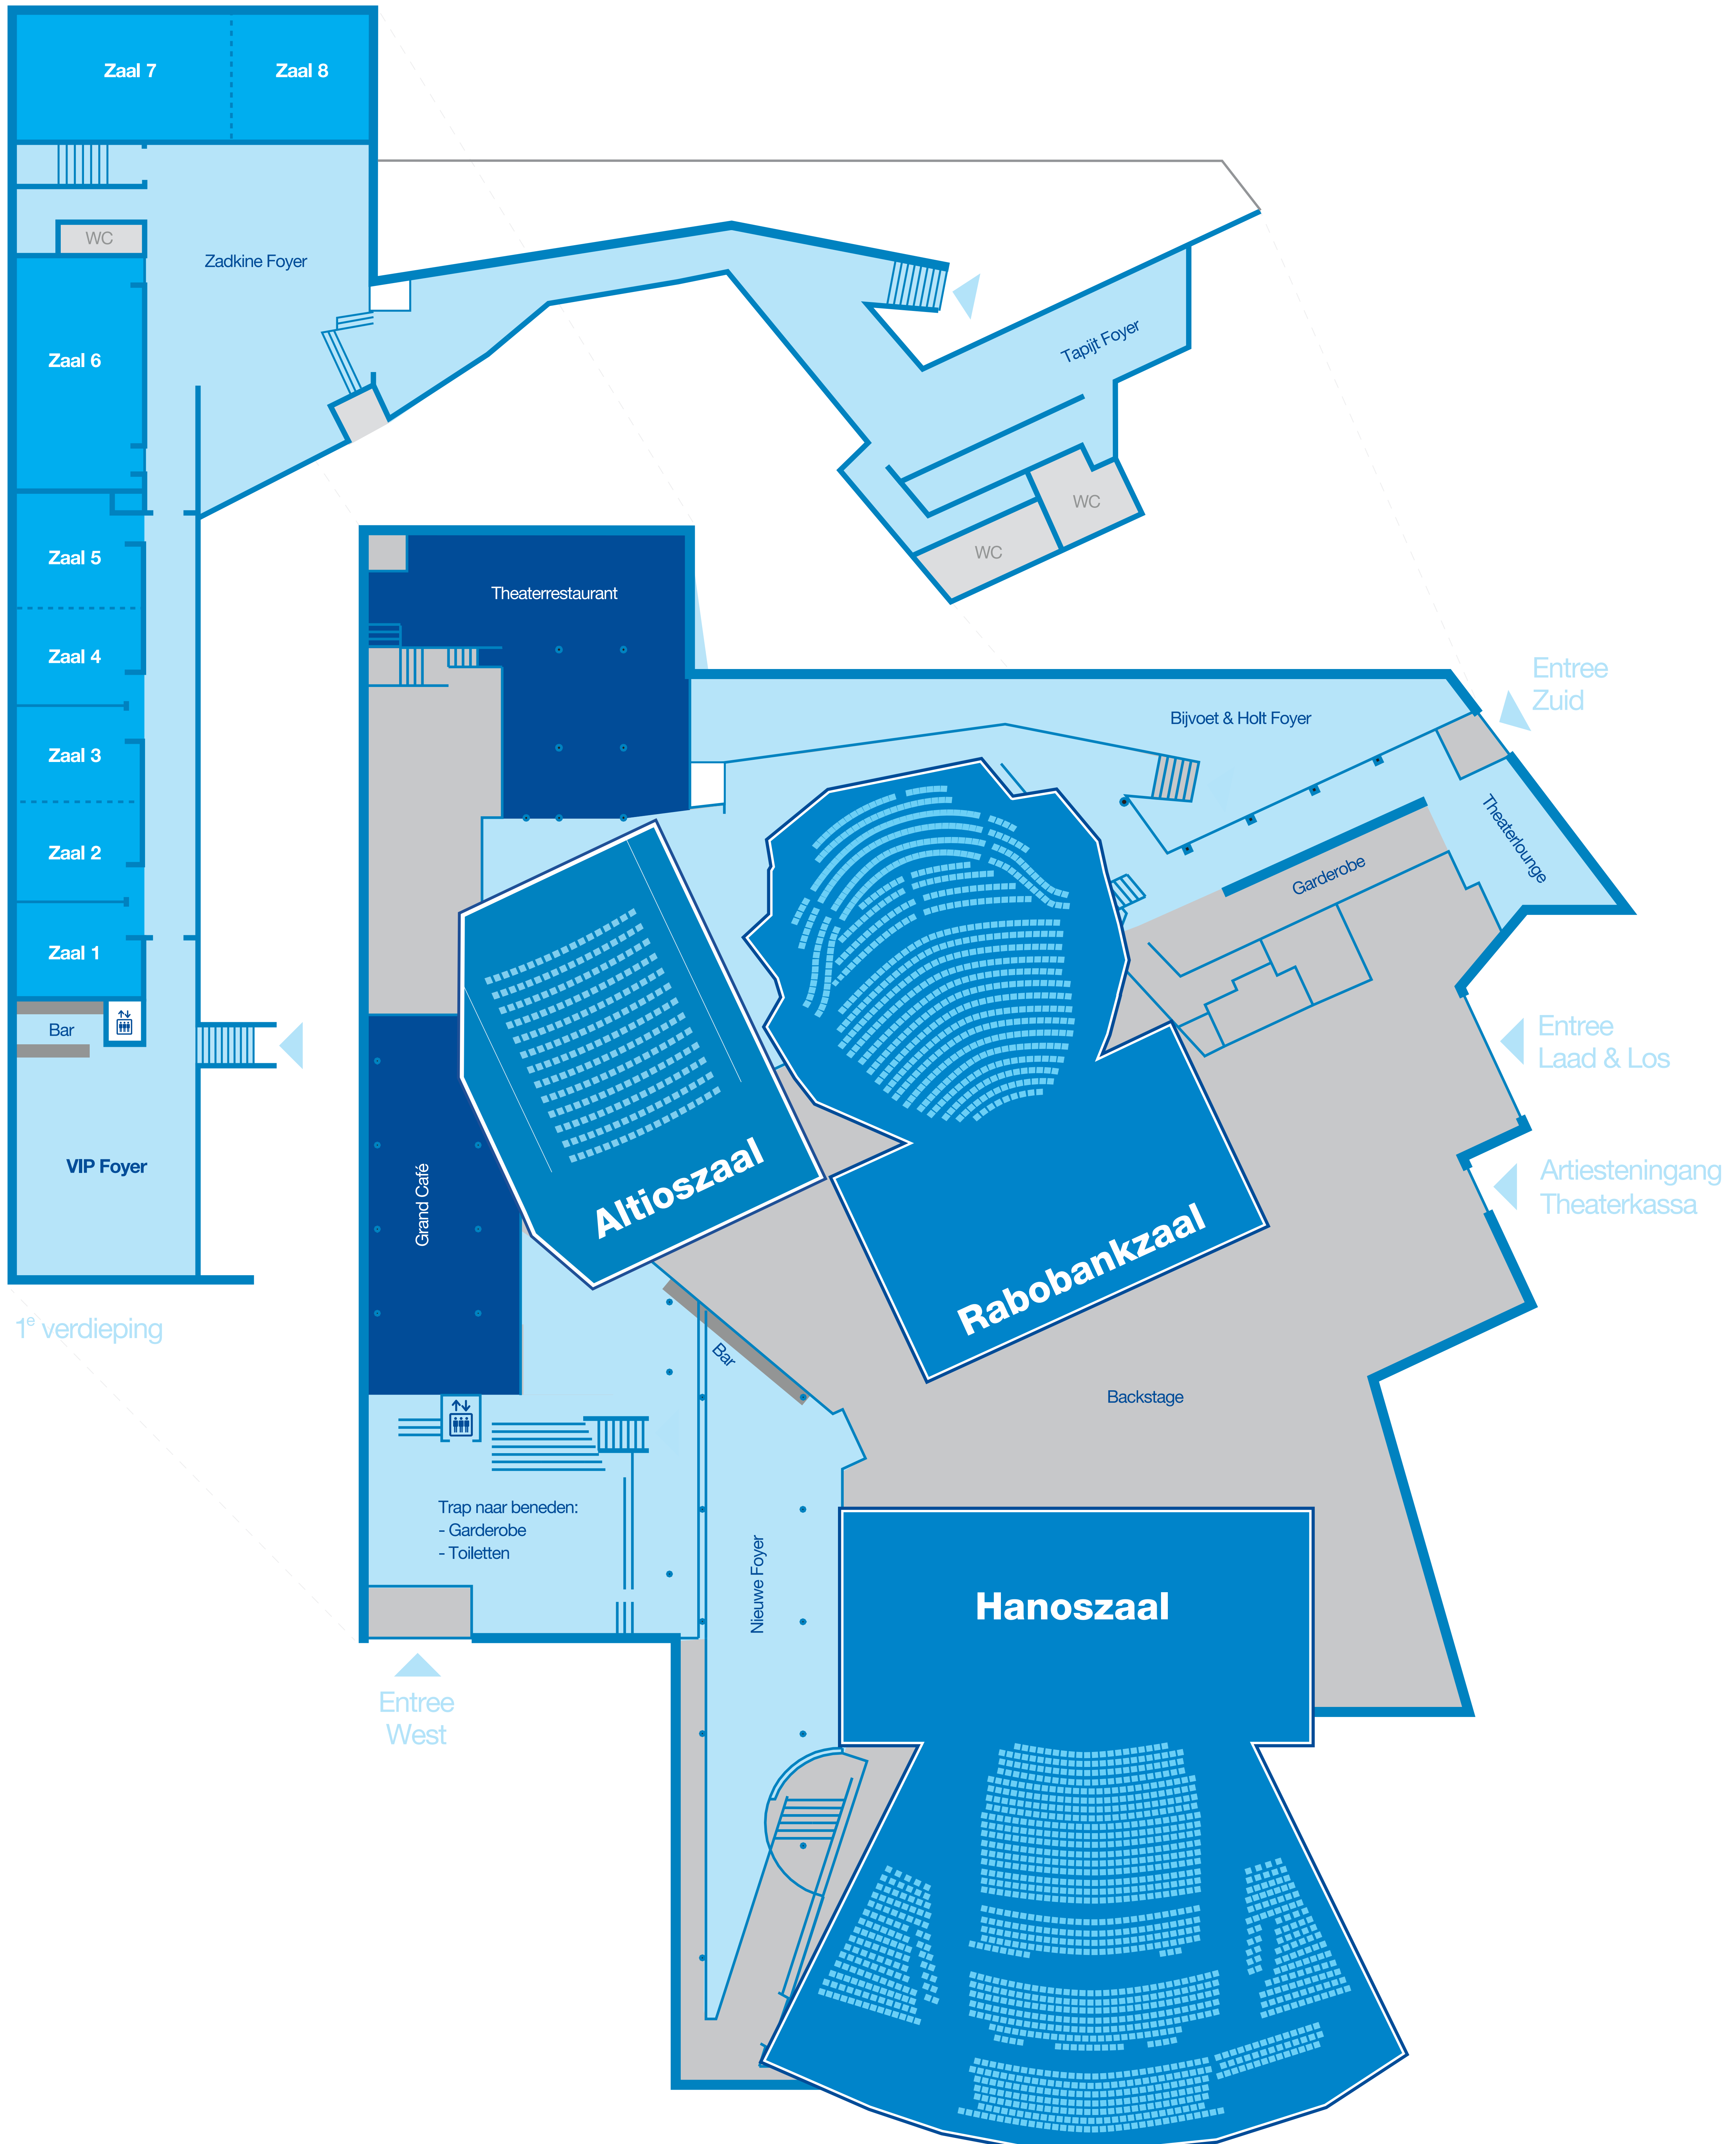 Zaal 7
Zaal 8
WC
Zadkine Foyer
Zaal 6
Tapijt Foyer
WC
WC
Zaal 5
Zaal 4
Zaal 3
Zaal 2
Zaal 1
Bar
VIP Foyer
1e verdieping
Theaterrestaurant
Bijvoet & Holt Foyer
Entree
Zuid
Theaterlounge
Garderobe
Entree
Laad & Los
Artiesteningang
Theaterkassa
Grand Café
Altioszaal
Rabobankzaal
Bar
Backstage
Trap naar beneden:
- Garderobe
- Toiletten
Nieuwe Foyer
Hanoszaal
Entree
West